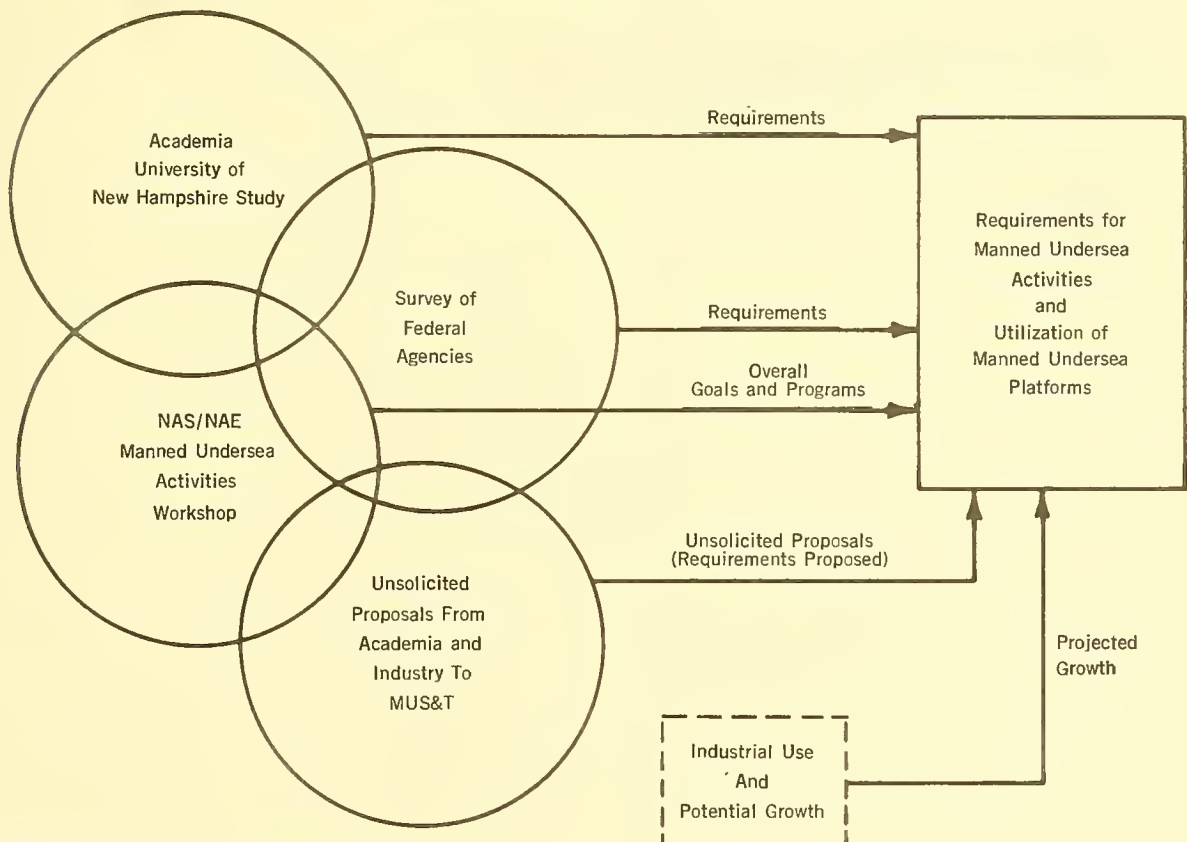 Academia
University of
New Hampshire Study
Requirements
Survey of
Federal
Agencies
Requirements
Overall
Goals and Programs
NAS/NAE
Manned Undersea
Activities
Workshop
Unsolicited
Proposals From
Academia and
Industry To
MUS&T
Unsolicited Proposals
(Requirements Proposed)
Requirements for
Manned Undersea
Activities
and
Utilization of
Manned Undersea
Platforms
Projected
Growth
Industrial Use
And
Potential Growth